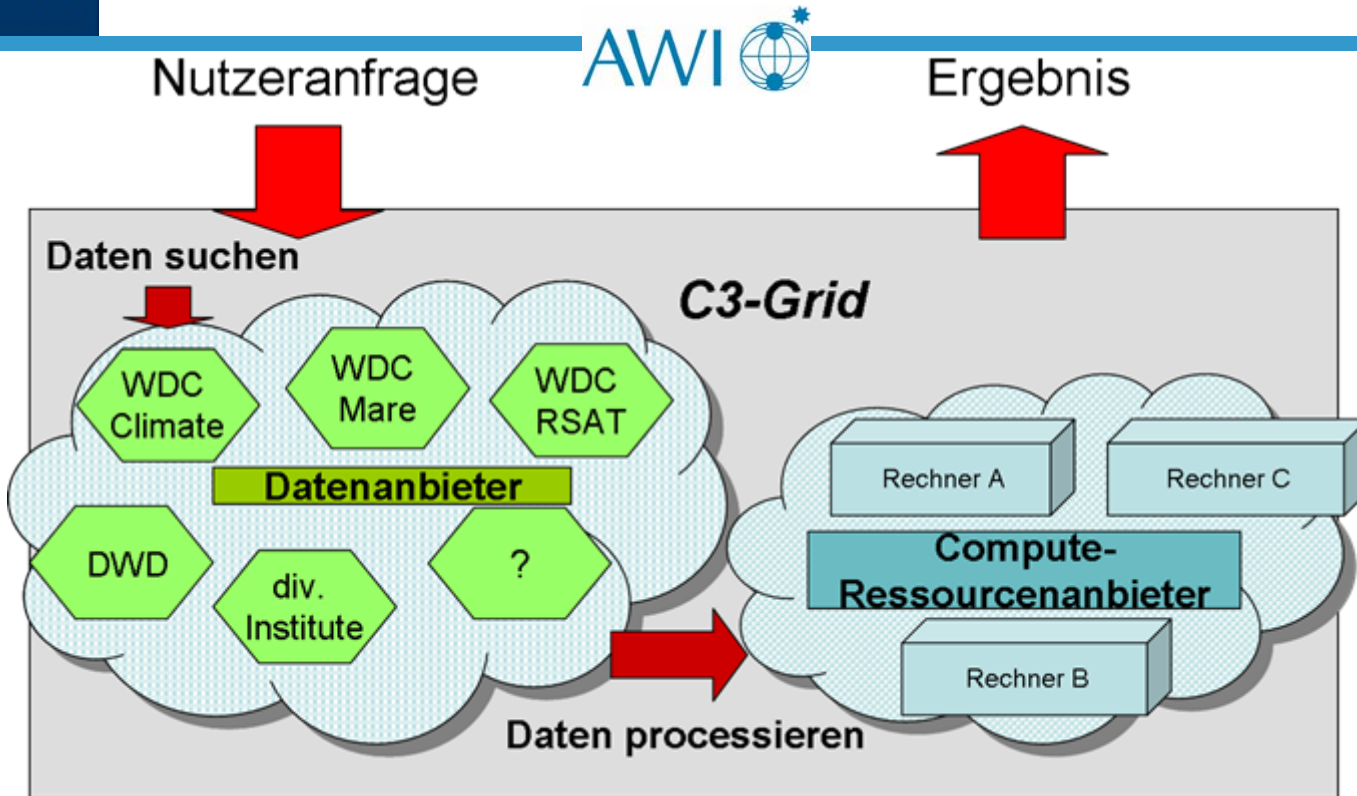 AWI
Nutzeranfrage
Ergebnis
Daten suchen
C3-Grid
WDC
Climate
WDC
Mare
WDC
RSAT
Datenanbieter
DWD
div.
Institute
?
Rechner A
Rechner C
Compute-
Ressourcenanbieter
Rechner B
Daten processieren